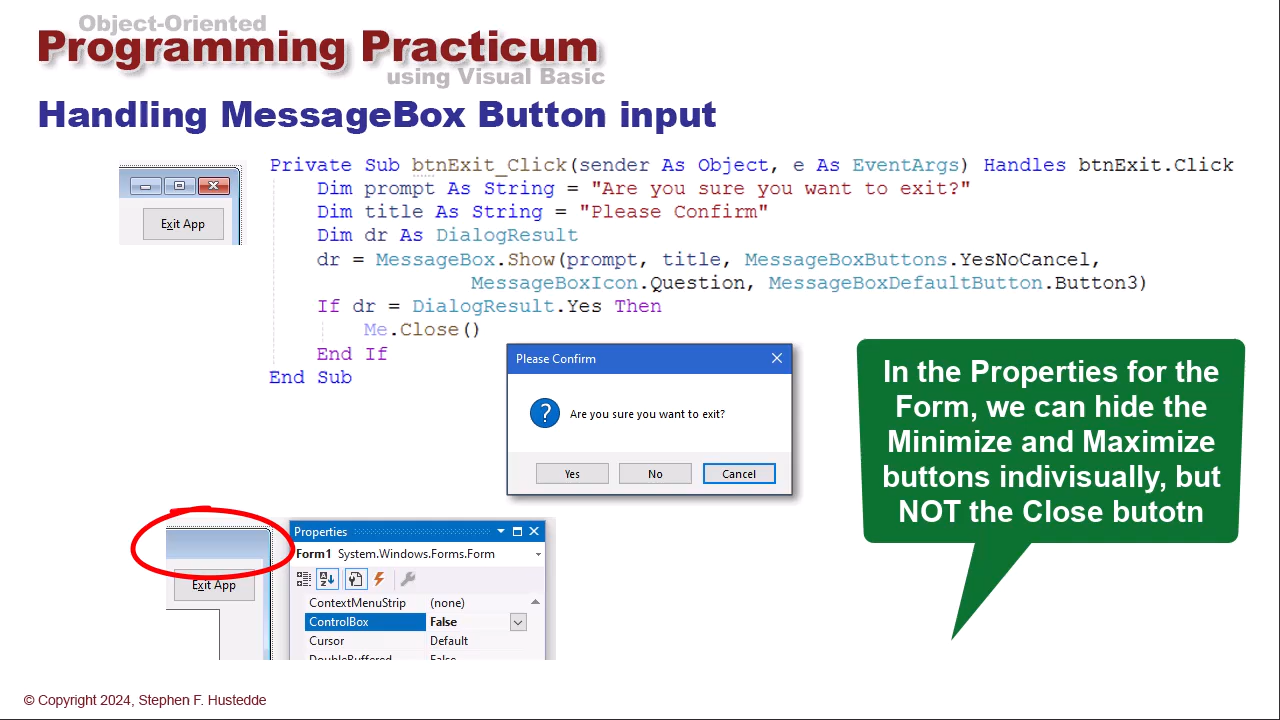 Object-Oriented
Programming Practicum
using Visual Basic
Handling MessageBox Button input
Exit App
Private Sub btnExit_Click(sender As Object, e As EventArgs) Handles btnExit.Click
Dim prompt As String = "Are you sure you want to exit?"
Dim title As String = "Please Confirm"
Dim dr As DialogResult
dr = MessageBox.Show(prompt, title, MessageBoxButtons.YesNoCancel,
MessageBoxIcon.Question, MessageBoxDefaultButton.Button3)
If dr = DialogResult.Yes Then
Me.Close()
End If
End Sub
Please Confirm
Are you sure you want to exit?
Yes No Cancel
In the Properties for the
Form, we can hide the
Minimize and Maximize
buttons indivisually, but
NOT the Close butotn
Exit App
Properties
Form1 System.Windows.Forms.Form
ContextMenuStrip (none)
ControlBox False
Cursor Default
DoubleBuffered False
© Copyright 2024, Stephen F. Hustedde